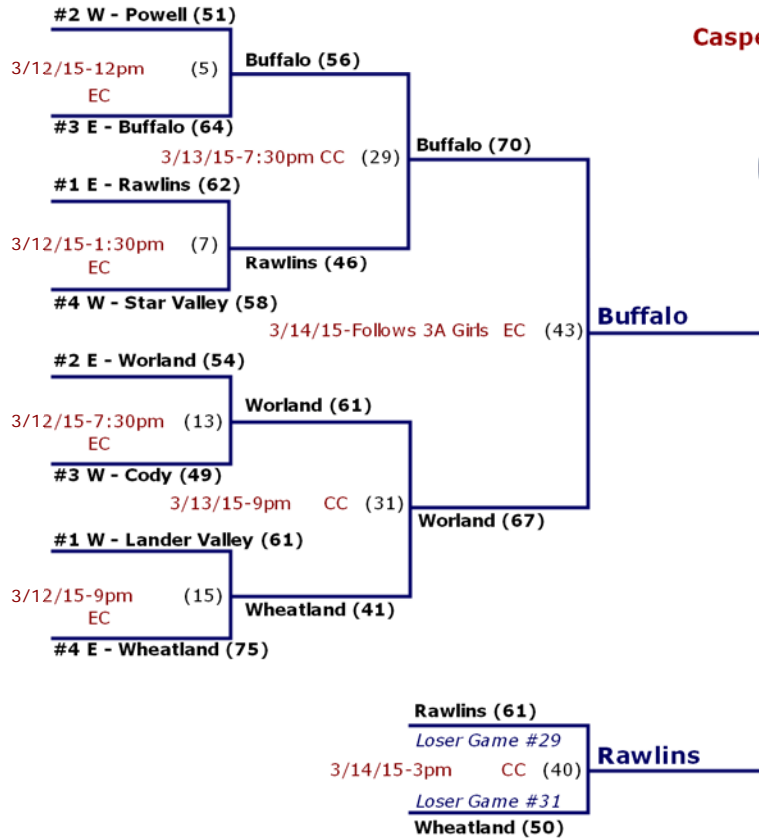 #2 W - Powell (51)
Caspe
3/12/15-12pm (5)
Buffalo (56)
EC
#3 E - Buffalo (64)
3/13/15-7:30pm CC (29)
Buffalo (70)
#1 E - Rawlins (62)
3/12/15-1:30pm (7)
EC
Rawlins (46)
#4 W - Star Valley (58)
3/14/15-Follows 3A Girls EC (43)
Buffalo
#2 E - Worland (54)
Worland (61)
3/12/15-7:30pm (13)
EC
#3 W - Cody (49)
3/13/15-9pm CC (31)
Worland (67)
#1 W - Lander Valley (61)
3/12/15-9pm (15)
EC
Wheatland (41)
#4 E - Wheatland (75)
Rawlins (61)
Loser Game #29
Rawlins
3/14/15-3pm CC (40)
Loser Game #31
Wheatland (50)